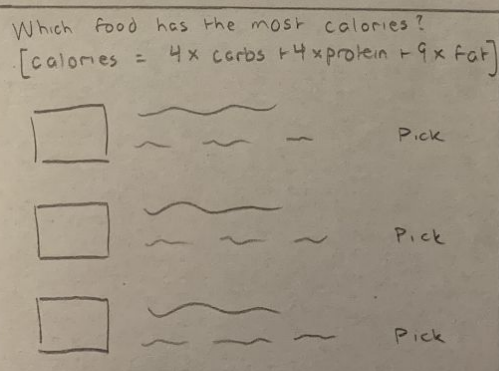 Which food has the most calories?
[calories = 4x carbs + 4x protein + 9x fat]
Pick
Pick
Pick